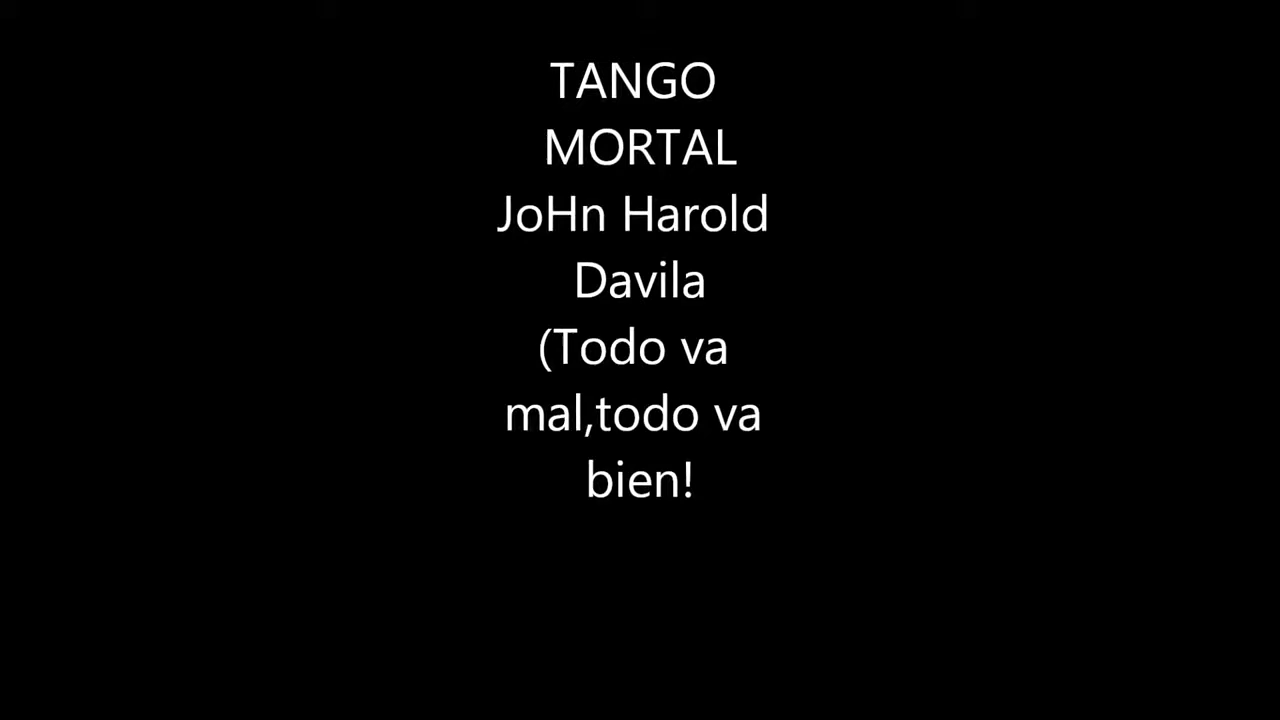 TANGO
MORTAL
JoHn Harold
Davila
(Todo va
mal,todo va
bien!